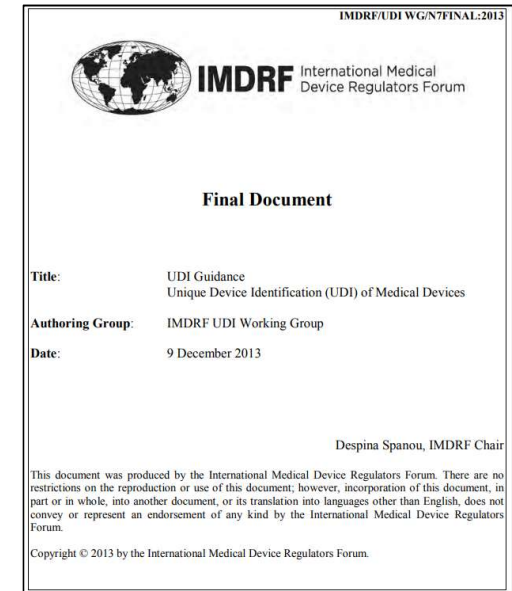 IMDRF/UDI WG/N7FINAL:2013
IMDRF International Medical
Device Regulators Forum
Final Document
Title: UDI Guidance
Unique Device Identification (UDI) of Medical Devices
Authoring Group: IMDRF UDI Working Group
Date: 9 December 2013
Despina Spanou, IMDRF Chair
This document was produced by the International Medical Device Regulators Forum. There are no
restrictions on the reproduction or use of this document; however, incorporation of this document, in
part or in whole, into another document, or its translation into languages other than English, does not
convey or represent an endorsement of any kind by the International Medical Device Regulators
Forum.
Copyright © 2013 by the International Medical Device Regulators Forum.